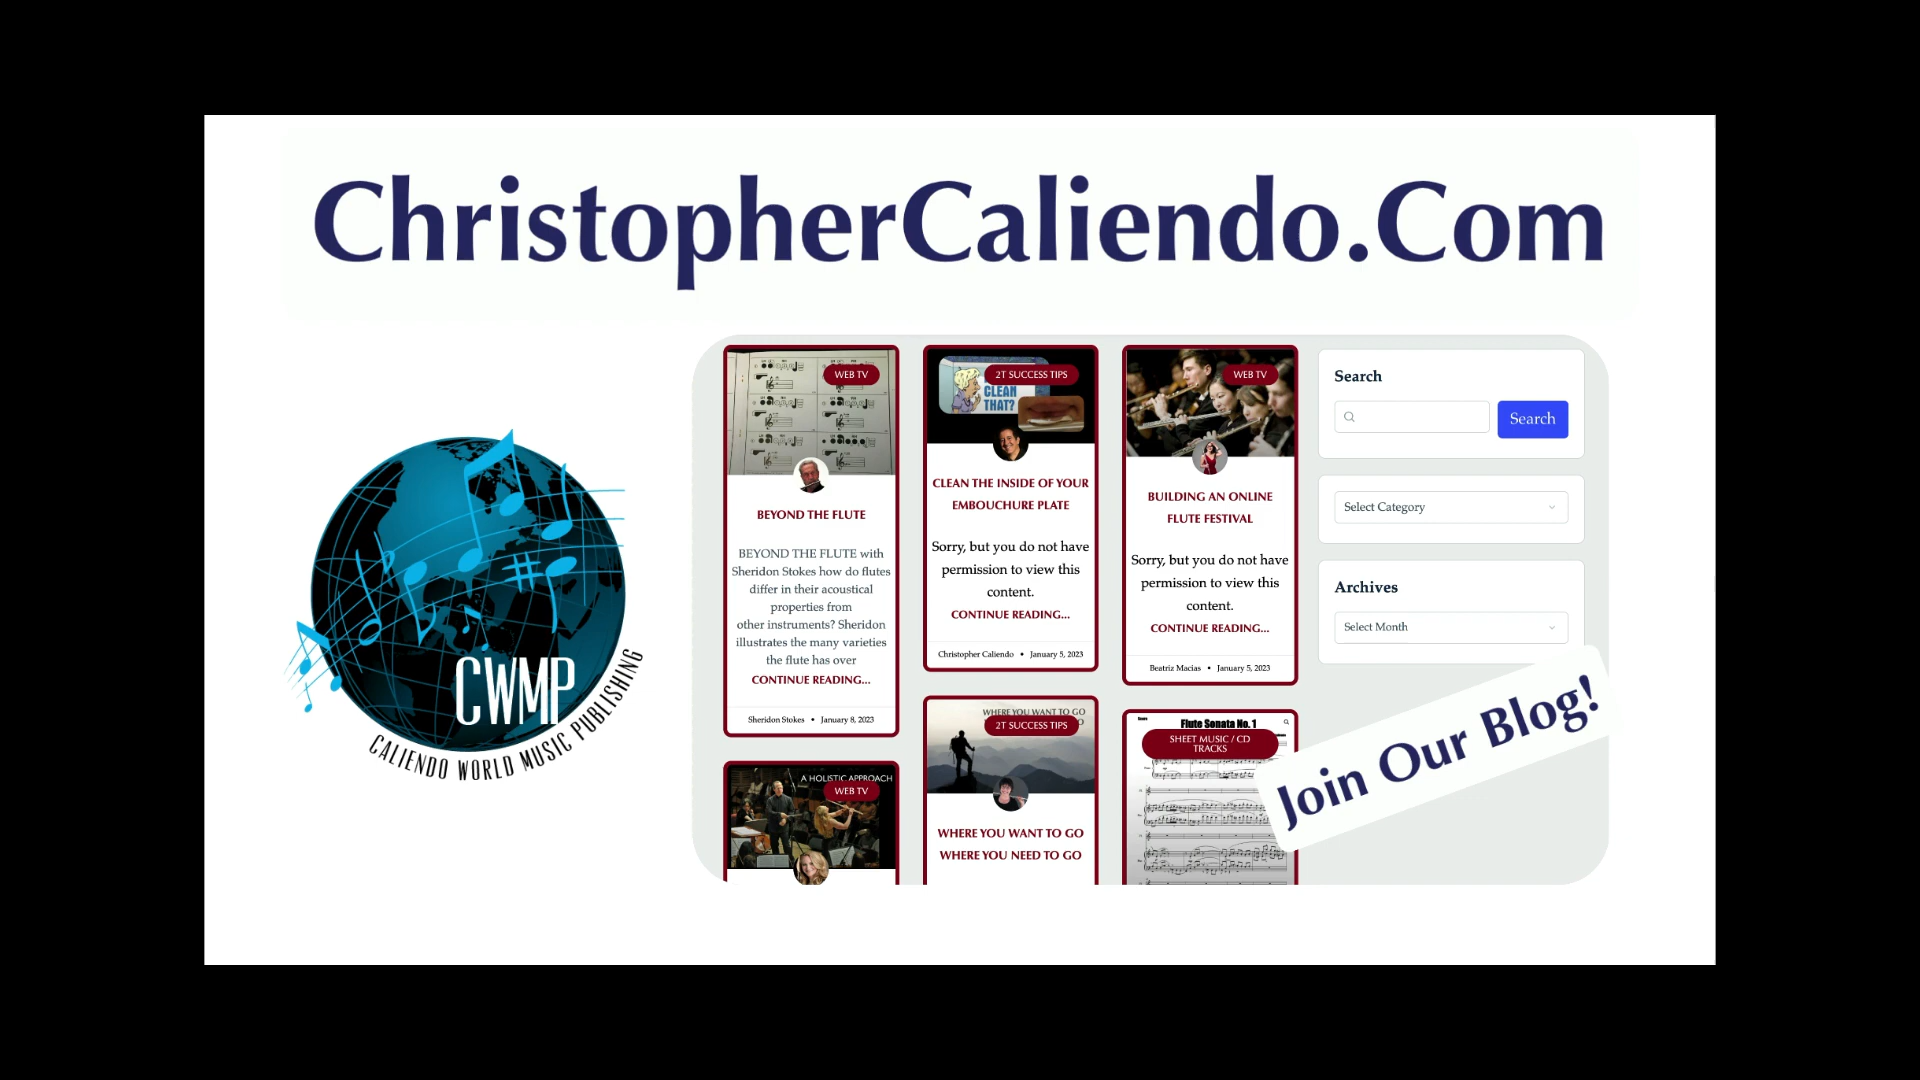 ChristopherCaliendo.Com
CWMP
CALIENDO WORLD MUSIC PUBLISHING
WEB TV
BEYOND THE FLUTE
BEYOND THE FLUTE with
Sheridon Stokes how do flutes
differ in their acoustical
properties from
other instruments? Sheridon
illustrates the many varieties
the flute has over
CONTINUE READING...
Sheridon Stokes • January 8, 2023
A HOLISTIC APPROACH
WEB TV
2T SUCCESS TIPS
CLEAN
THAT?
CLEAN THE INSIDE OF YOUR
EMBOUCHURE PLATE
Sorry, but you do not have
permission to view this
content.
CONTINUE READING...
Christopher Caliendo • January 5, 2023
WHERE YOU WANT TO GO
2T SUCCESS TIPS
WHERE YOU WANT TO GO
WHERE YOU NEED TO GO
WEB TV
BUILDING AN ONLINE
FLUTE FESTIVAL
Sorry, but you do not have
permission to view this
content.
CONTINUE READING...
Beatriz Macias • January 5, 2023
Flute Sonata No. 1
SHEET MUSIC / CD
TRACKS
Search
Search
Select Category
Archives
Select Month
Join Our Blog!